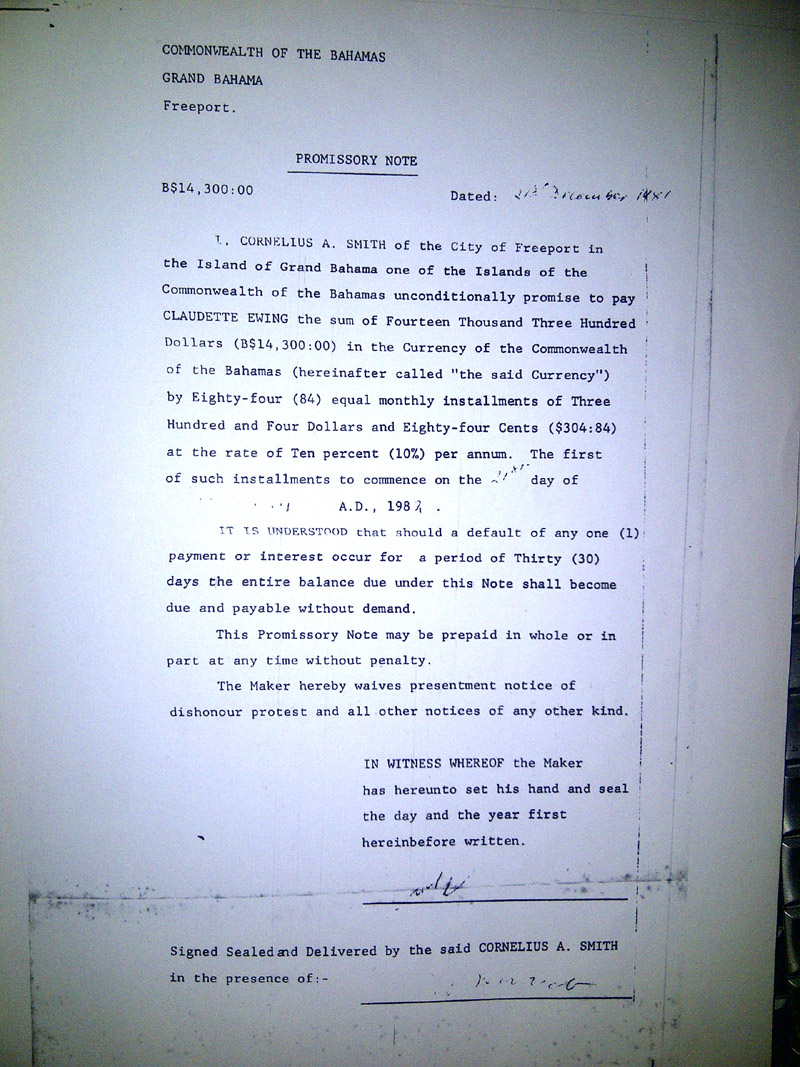 COMMONWEALTH OF THE BAHAMAS
GRAND BAHAMA
Freeport.
PROMISSORY NOTE
B$14,300:00
Dated: December
I, CORNELIUS A. SMITH of the City of Freeport in
the Island of Grand Bahama one of the Islands of the
Commonwealth of the Bahamas unconditionally promise to pay
CLAUDETTE EWING the sum of Fourteen Thousand Three Hundred
Dollars (B$14,300:00) in the Currency of the Commonwealth
of the Bahamas (hereinafter called "the said Currency")
by Eighty-four (84) equal monthly installments of Three
Hundred and Four Dollars and Eighty-four Cents ($304:84)
at the rate of Ten percent (10%) per annum. The first
of such installments to commence on the day of
A.D., 198
IT IS UNDERSTOOD that should a default of any one (1)
payment or interest occur for a period of Thirty (30)
days the entire balance due under this Note shall become
due and payable without demand.
This Promissory Note may be prepaid in whole or in
part at any time without penalty.
The Maker hereby waives presentment notice of
dishonour protest and all other notices of any other kind.
IN WITNESS WHEREOF the Maker
has hereunto set his hand and seal
the day and the year first
hereinbefore written.
Signed Sealed and Delivered by the said CORNELIUS A. SMITH
in the presence of:-